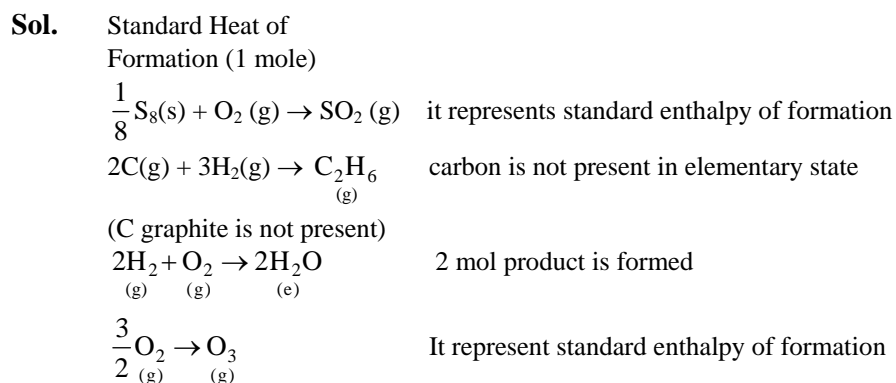 Sol. Standard Heat of
Formation (1 mole)
1/8 S₈(s) + O₂ (g) → SO₂ (g) it represents standard enthalpy of formation
2C(g) + 3H₂(g) → C₂H₆ (g) carbon is not present in elementary state
(C graphite is not present)
2H₂ (g) + O₂ (g) → 2H₂O (e) 2 mol product is formed
3/2 O₂ (g) → O₃ (g) It represent standard enthalpy of formation